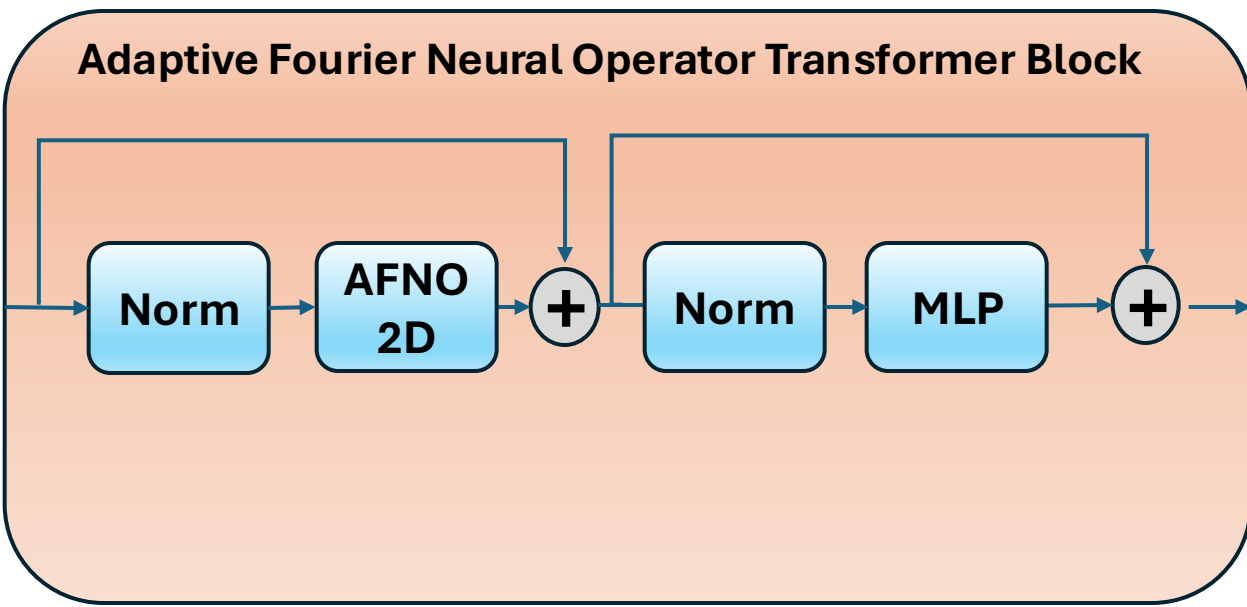 Adaptive Fourier Neural Operator Transformer Block
Norm
AFNO
2D
+
Norm
MLP
+